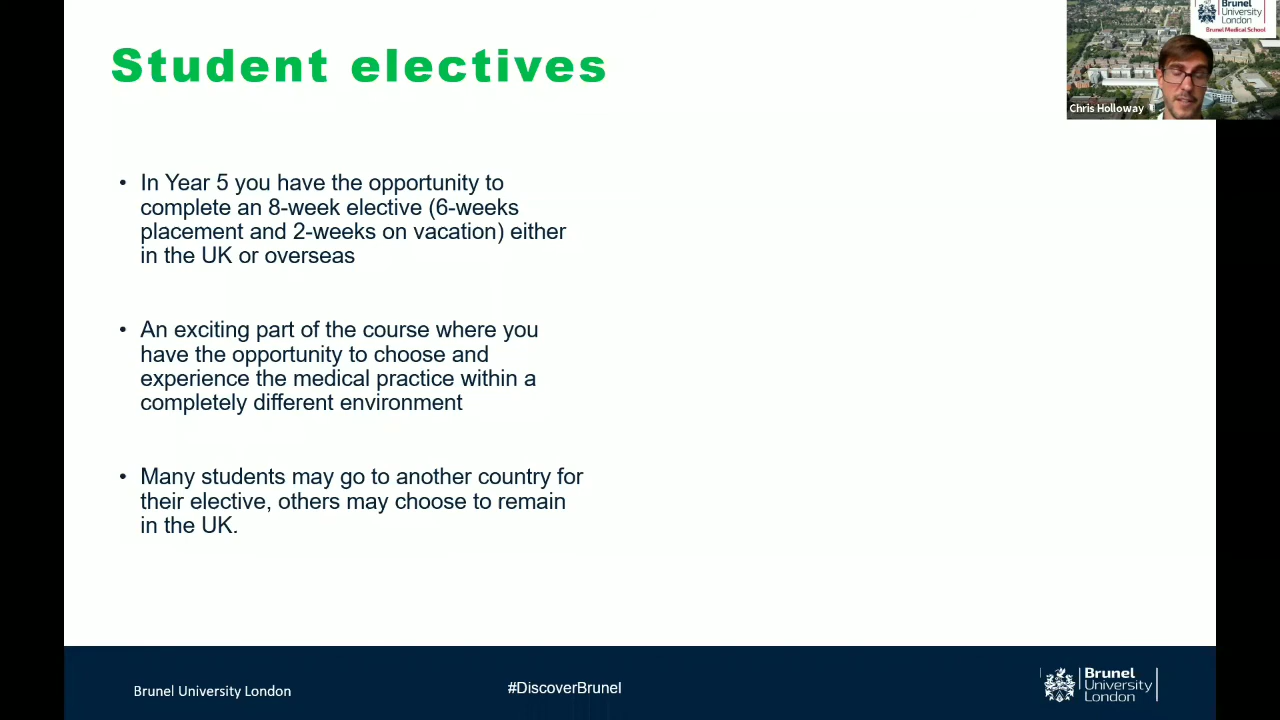 Student electives
Brunel
University
London
Brunel Medical School
Chris Holloway
• In Year 5 you have the opportunity to
complete an 8-week elective (6-weeks
placement and 2-weeks on vacation) either
in the UK or overseas
• An exciting part of the course where you
have the opportunity to choose and
experience the medical practice within a
completely different environment
• Many students may go to another country for
their elective, others may choose to remain
in the UK.
Brunel University London
#DiscoverBrunel
Brunel
University
London